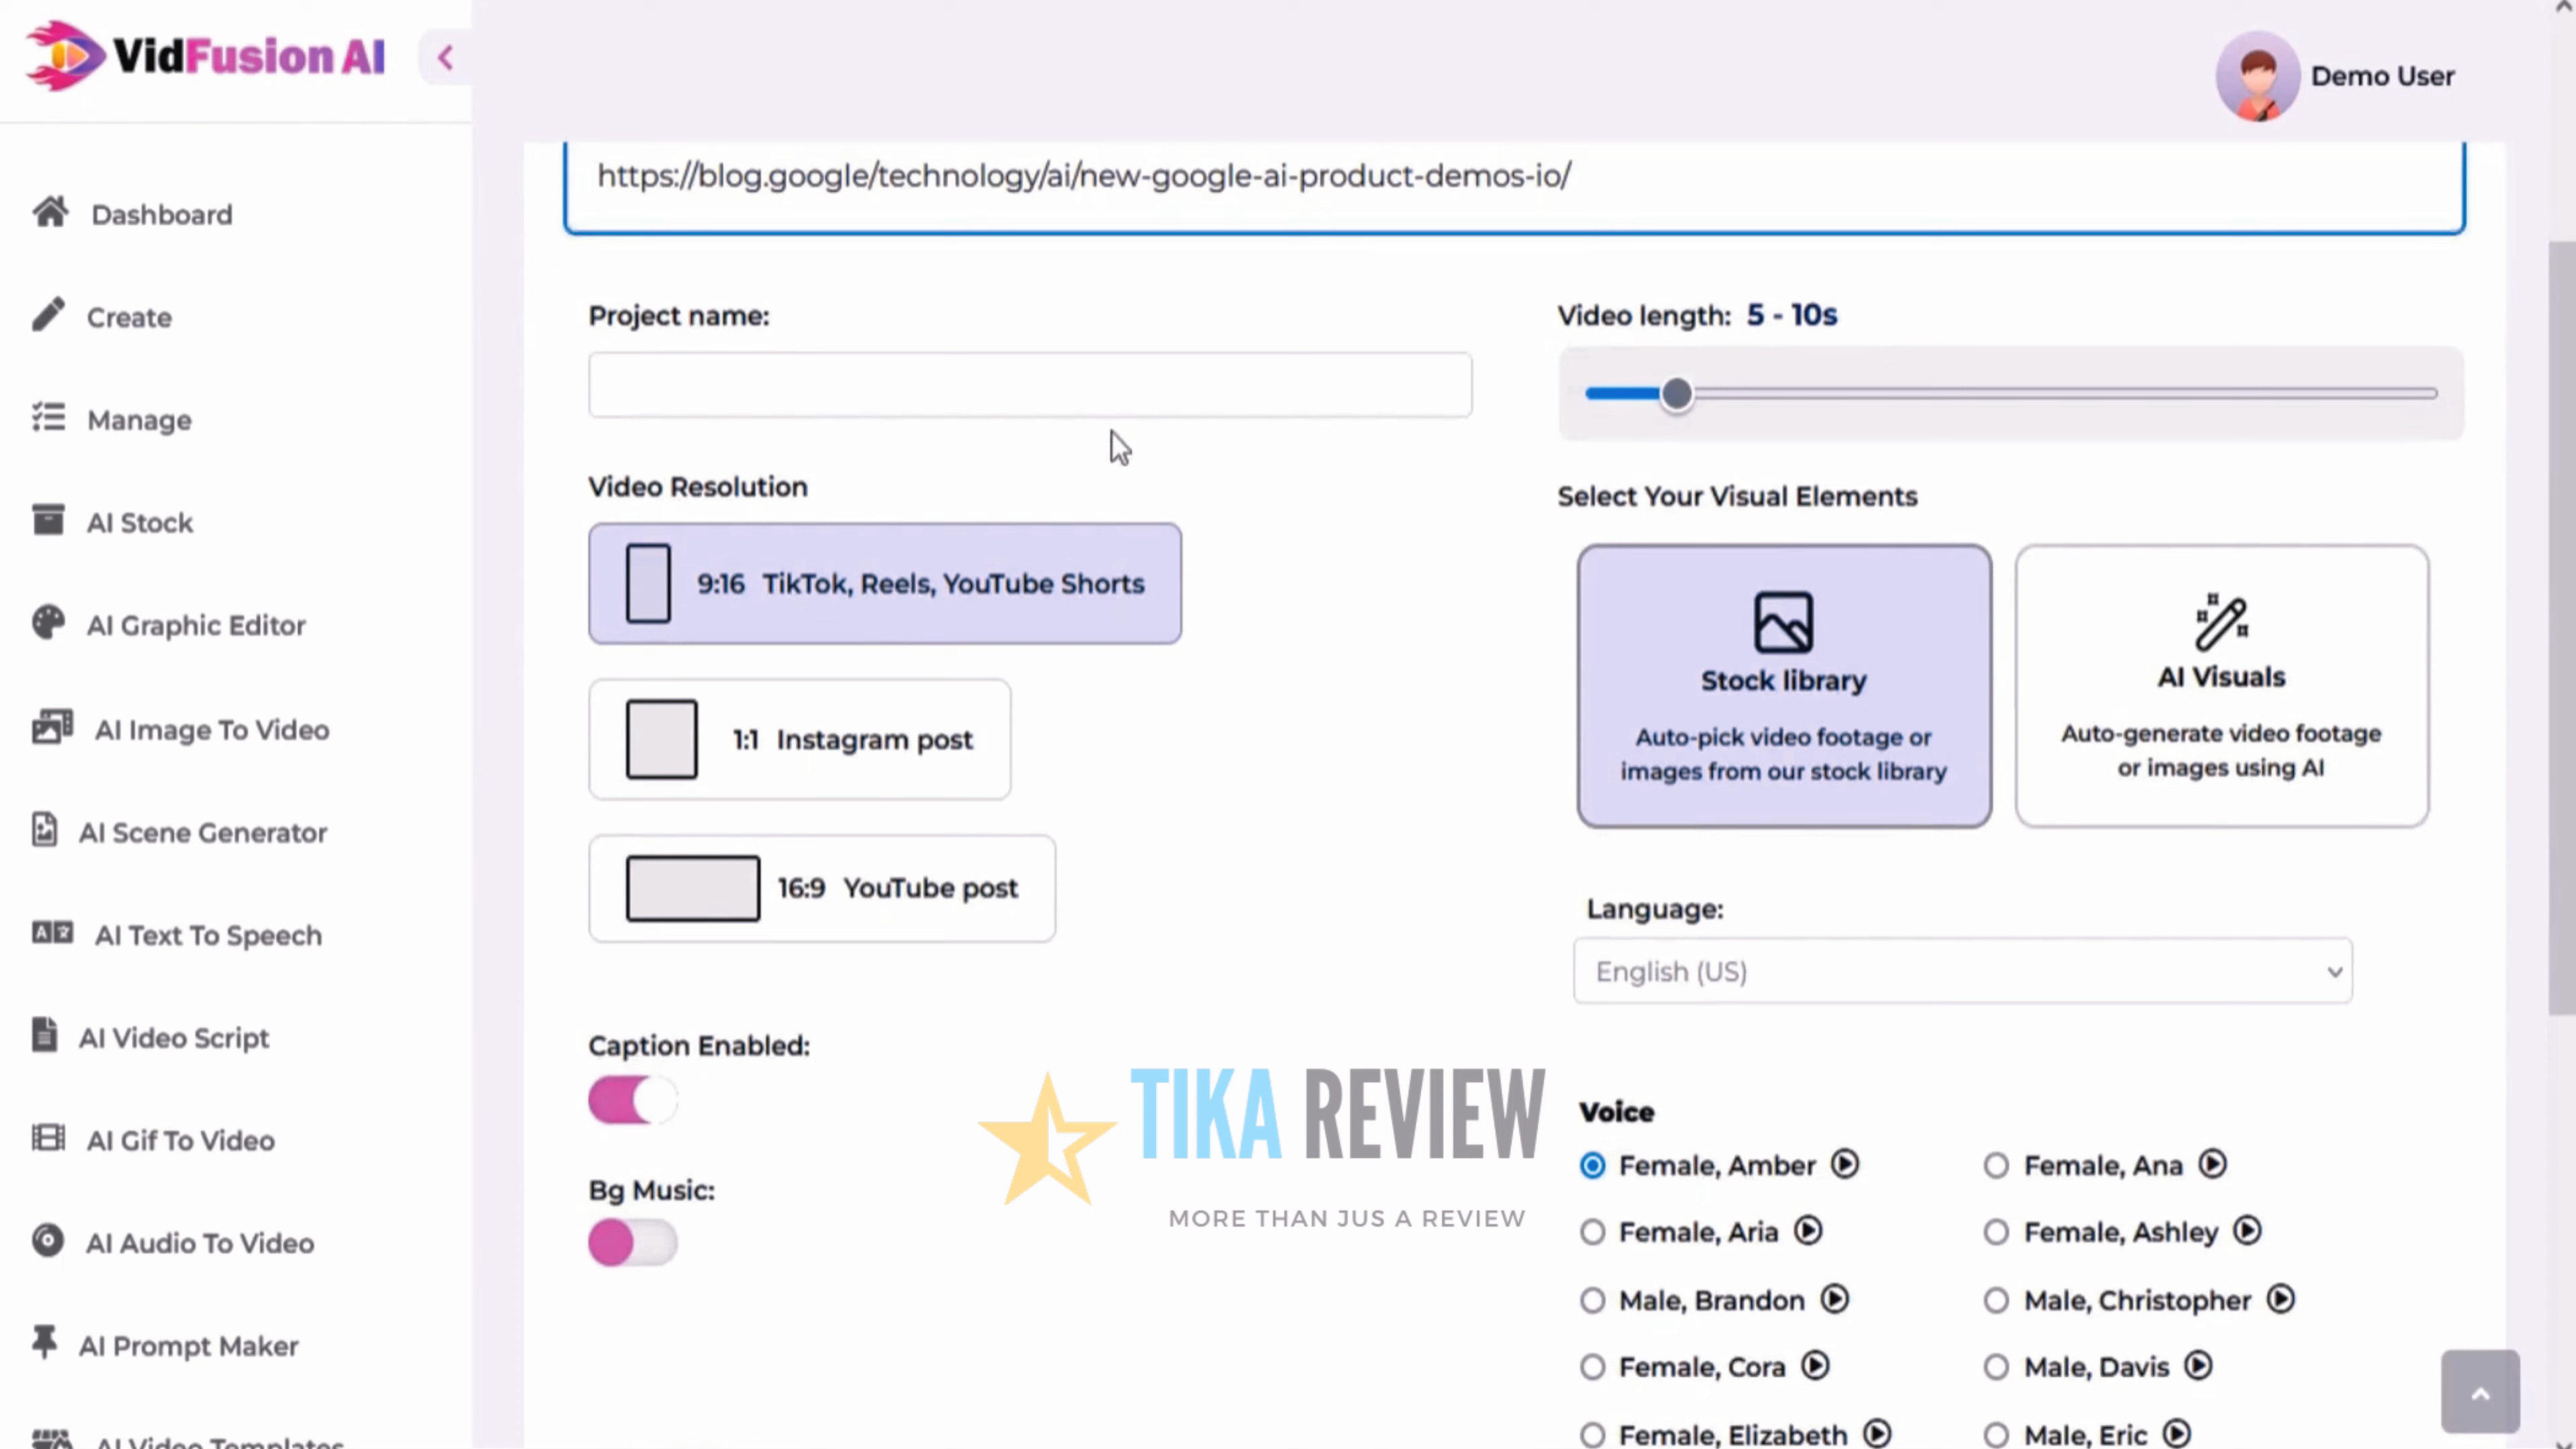 VidFusion AI
Demo User
Dashboard
Create
Manage
AI Stock
AI Graphic Editor
AI Image To Video
AI Scene Generator
AI Text To Speech
AI Video Script
AI Gif To Video
AI Audio To Video
AI Prompt Maker
AI Video Templates
https://blog.google/technology/ai/new-google-ai-product-demos-io/
Project name:
Video Resolution
9:16 TikTok, Reels, YouTube Shorts
1:1 Instagram post
16:9 YouTube post
Caption Enabled:
Bg Music:
Video length: 5 - 10s
Select Your Visual Elements
Stock library
Auto-pick video footage or
images from our stock library
AI Visuals
Auto-generate video footage
or images using AI
Language:
English (US)
Voice
Female, Amber
Female, Ana
Female, Aria
Female, Ashley
Male, Brandon
Male, Christopher
Female, Cora
Male, Davis
Female, Elizabeth
Male, Eric
TIKA REVIEW
MORE THAN JUS A REVIEW